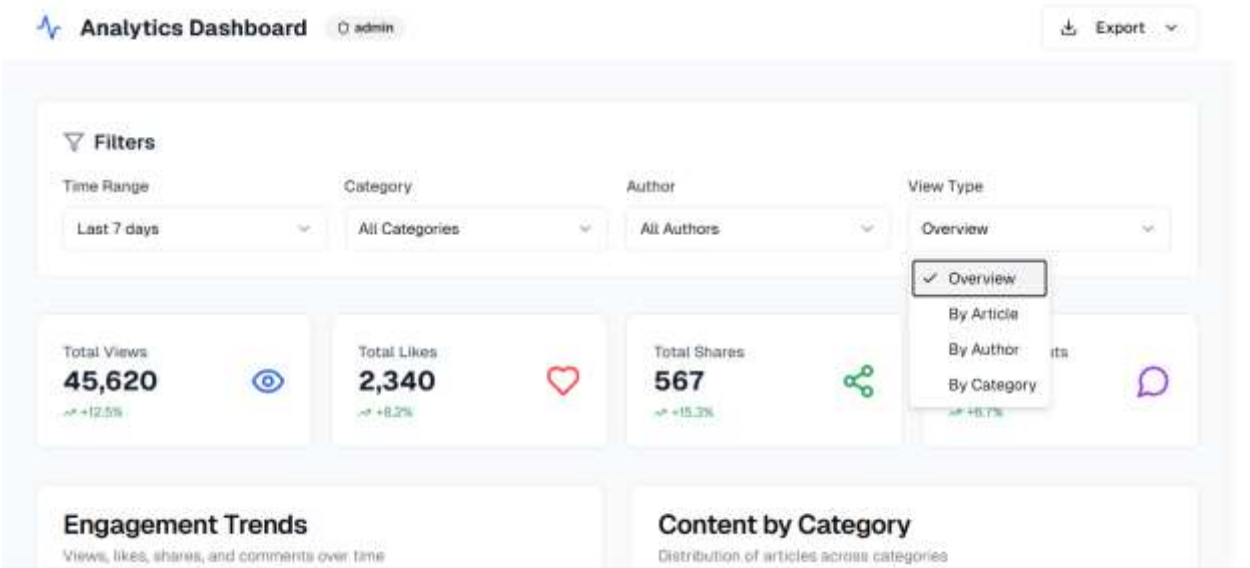 Analytics Dashboard
admin
Export
Filters
Time Range
Category
Author
View Type
Last 7 days
All Categories
All Authors
Overview
Overview
By Article
By Author
By Category
Total Views
45,620
+12.5%
Total Likes
2,340
+8.2%
Total Shares
567
+15.3%
nts
+6.7%
Engagement Trends
Views, likes, shares, and comments over time
Content by Category
Distribution of articles across categories